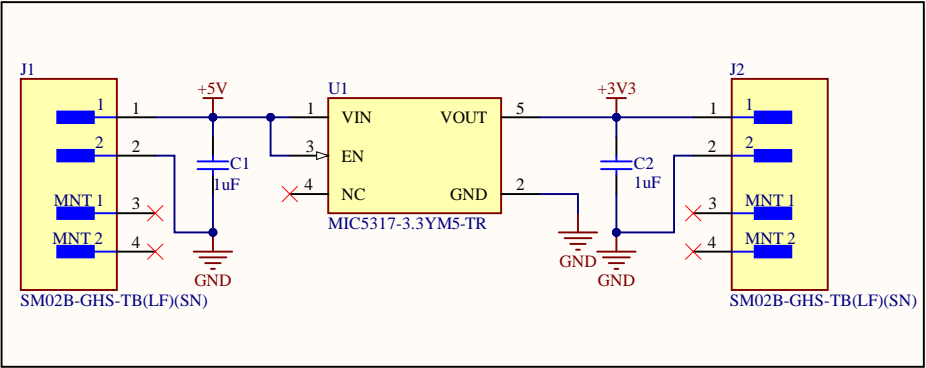 J1
1 1
2 2
MNT 1 3
MNT 2 4
SM02B-GHS-TB(LF)(SN)
+5V
C1
1uF
GND
U1
1 VIN VOUT 5
3 EN
4 NC GND 2
MIC5317-3.3YM5-TR
GND
+3V3
C2
1uF
GND
J2
1 1
2 2
3 MNT 1
4 MNT 2
SM02B-GHS-TB(LF)(SN)